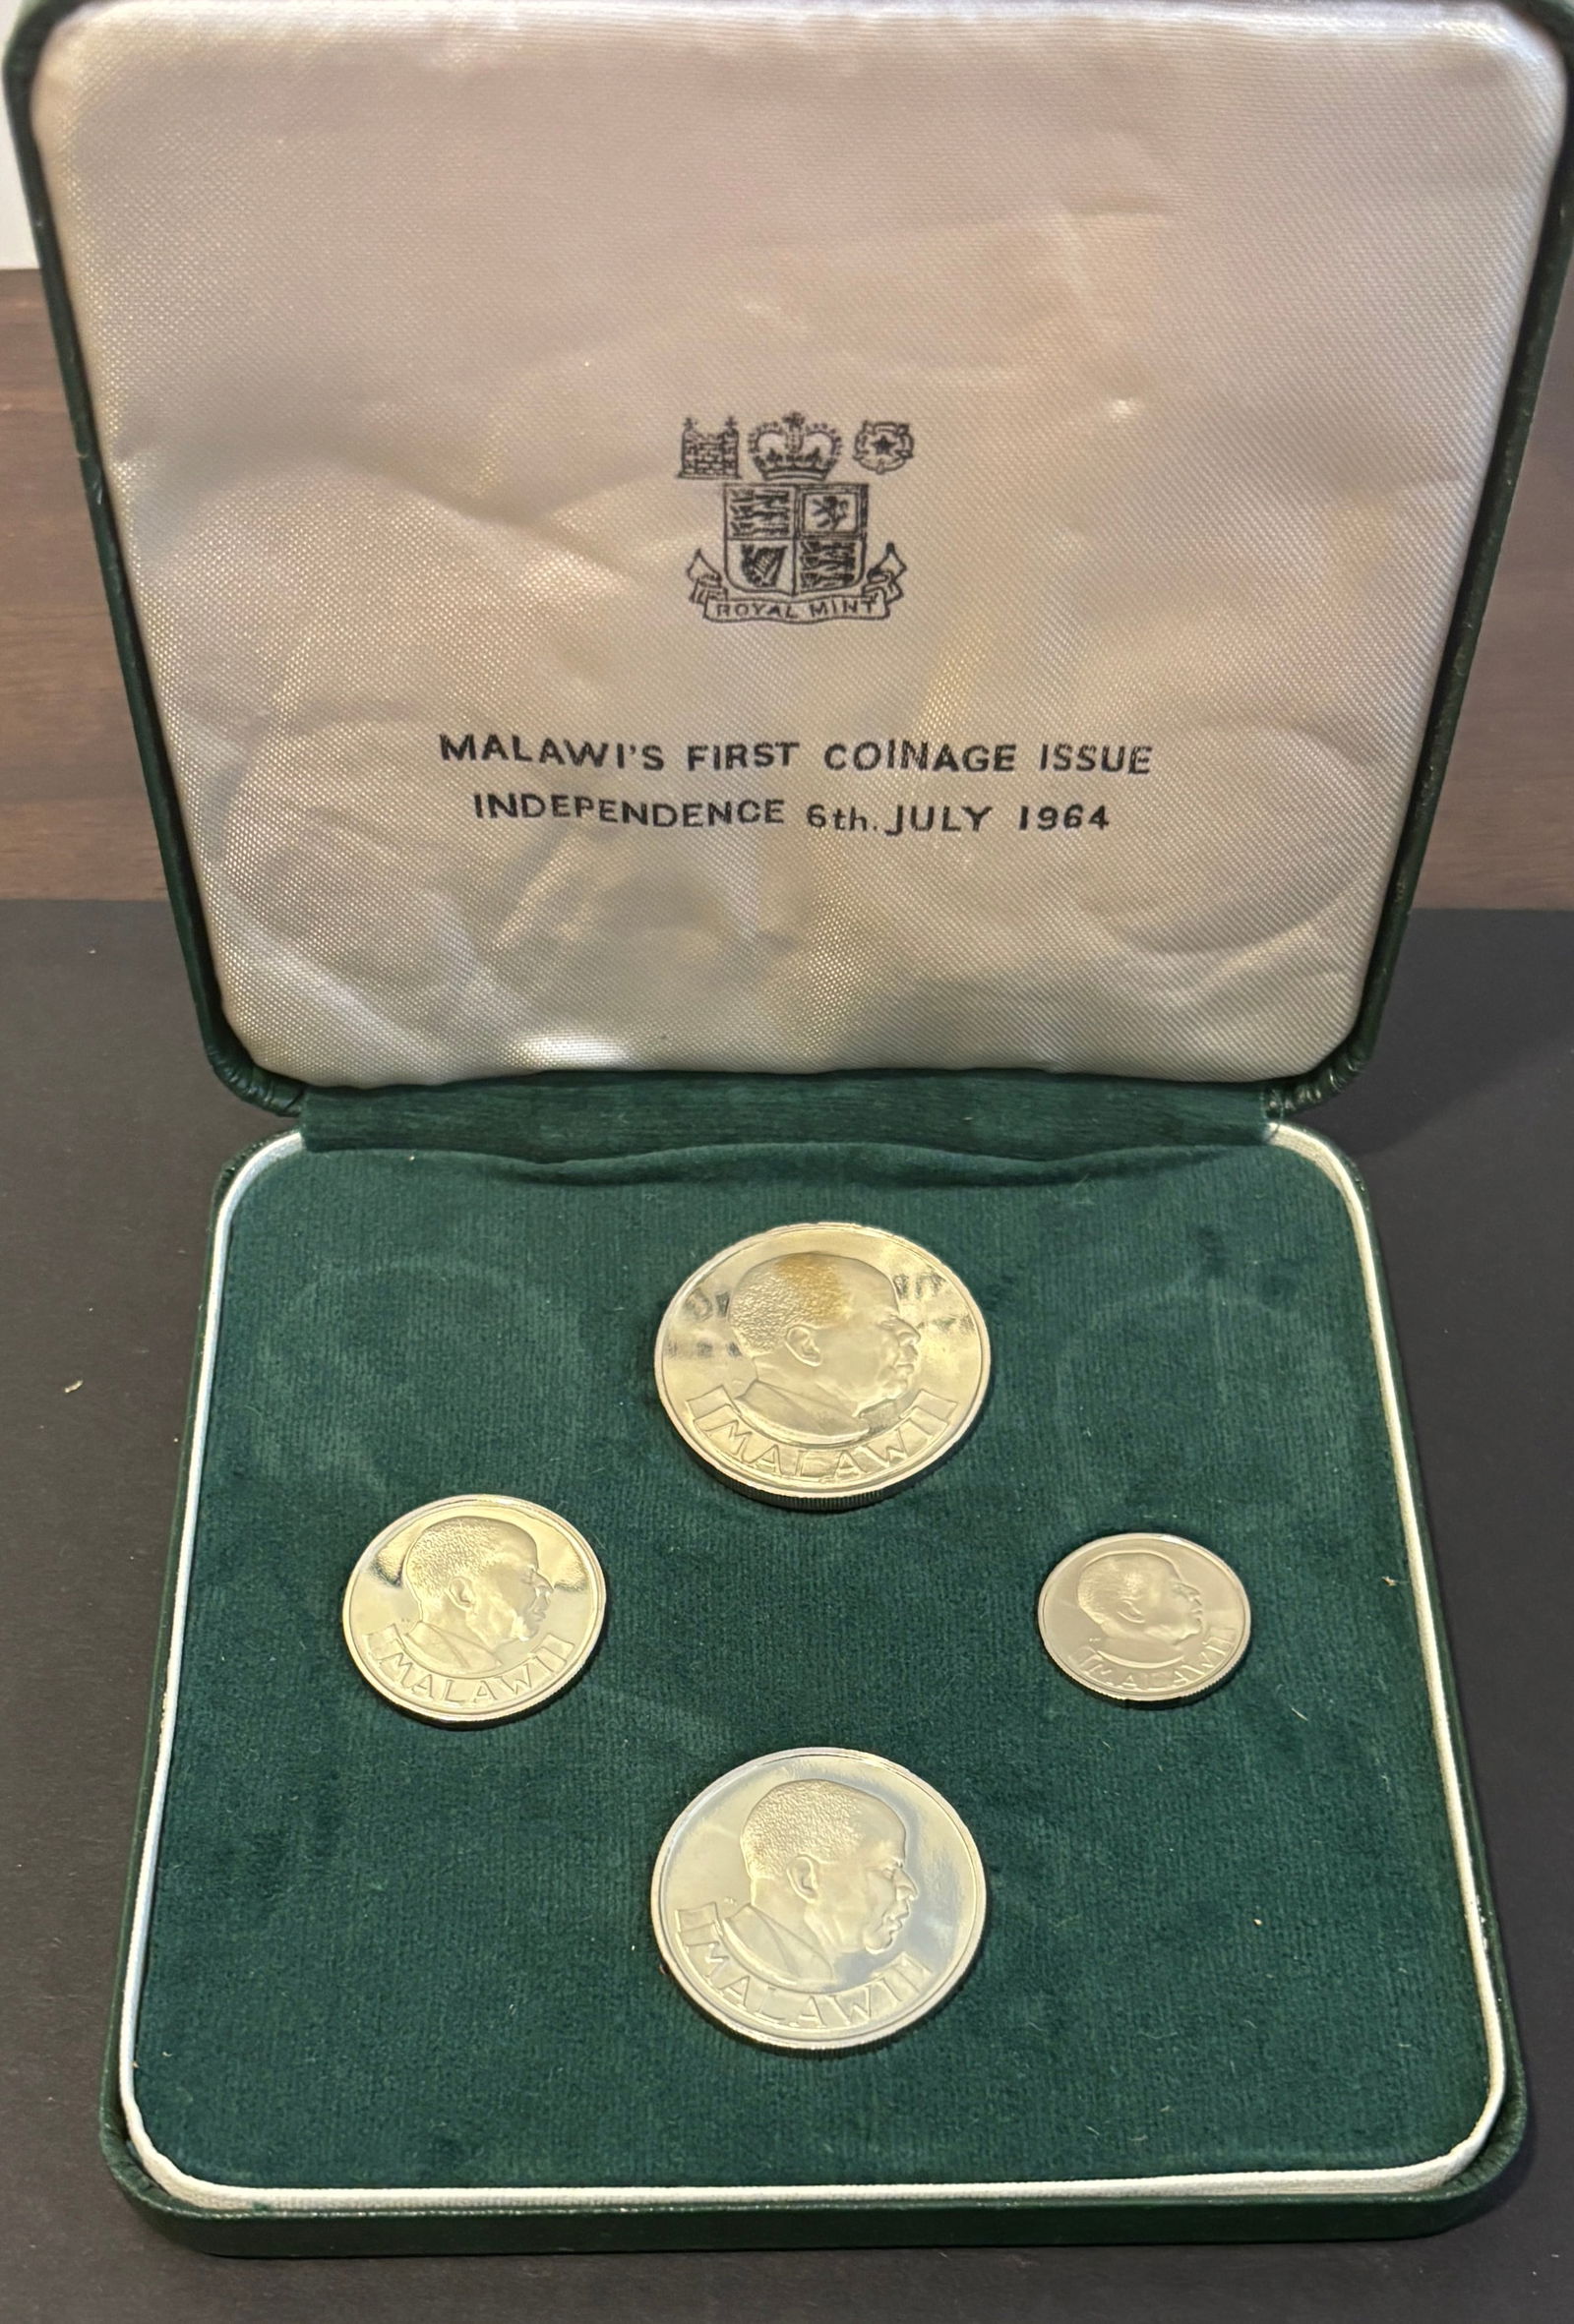 ROYAL MINT
MALAWI'S FIRST COINAGE ISSUE
INDEPENDENCE 6th. JULY 1964
MALAWI
MALAWI
MALAWI
MALAWI